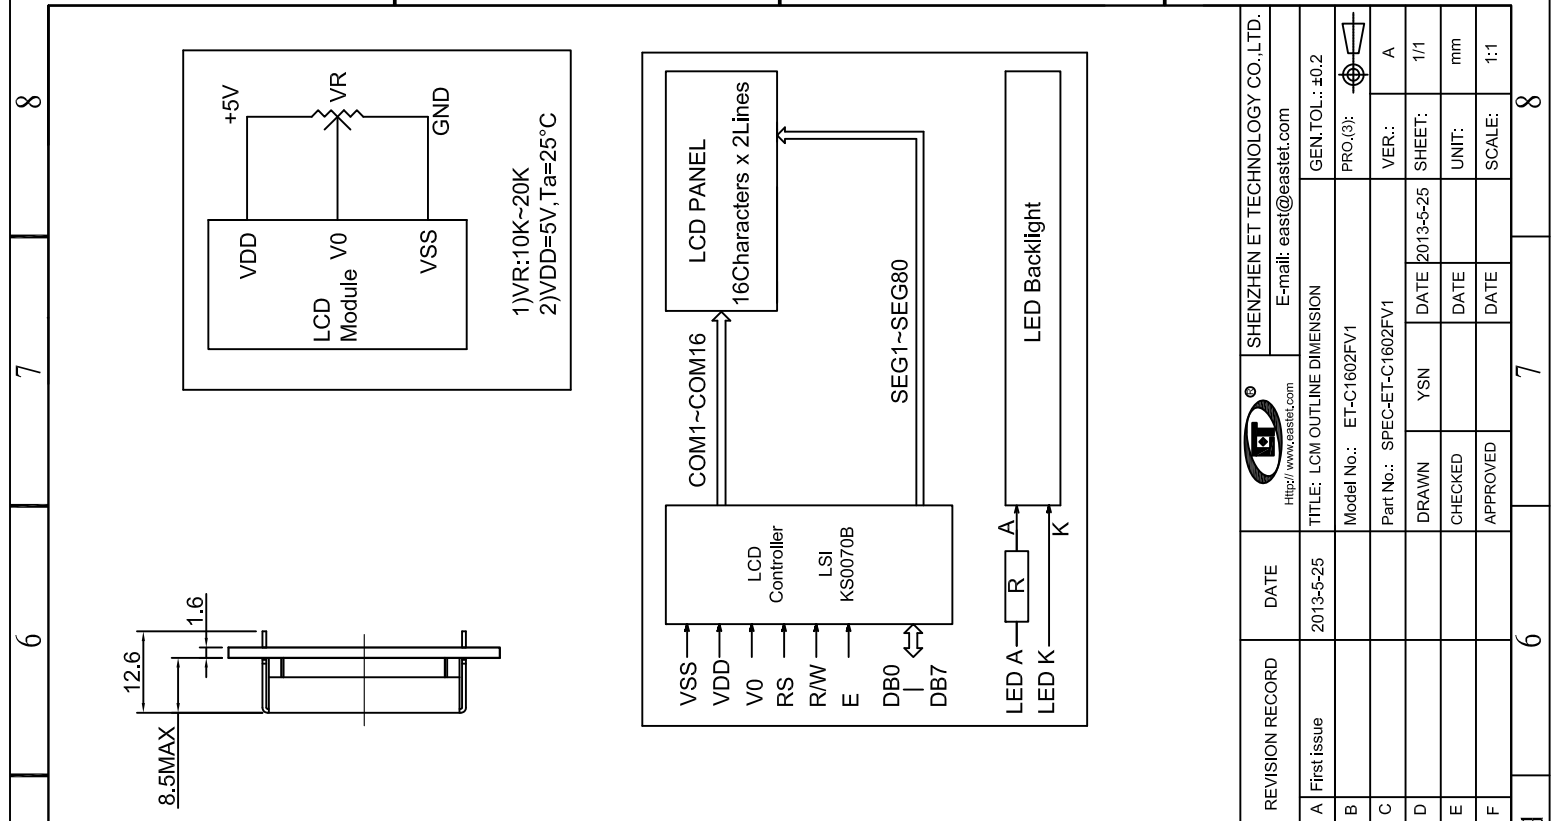 8
7
6
+5V
VR
GND
VDD
V0
VSS
LCD
Module
1)VR:10K~20K
2)VDD=5V,Ta=25°C
1.6
12.6
8.5MAX
LCD PANEL
16Characters x 2Lines
COM1~COM16
SEG1~SEG80
LED Backlight
LCD
Controller
LSI
KS0070B
A
K
R
VSS
VDD
V0
RS
R/W
E
DB0
|
DB7
LED A
LED K
SHENZHEN ET TECHNOLOGY CO.,LTD.
E-mail: east@eastet.com
ET ®
Http:// www.eastet.com
TITLE: LCM OUTLINE DIMENSION
GEN.TOL.: ±0.2
Model No.: ET-C1602FV1
PRO.(3):
Part No.: SPEC-ET-C1602FV1
VER.: A
DRAWN YSN DATE 2013-5-25 SHEET: 1/1
CHECKED DATE UNIT: mm
APPROVED DATE SCALE: 1:1
REVISION RECORD DATE
A First issue 2013-5-25
B
C
D
E
F
8
7
6